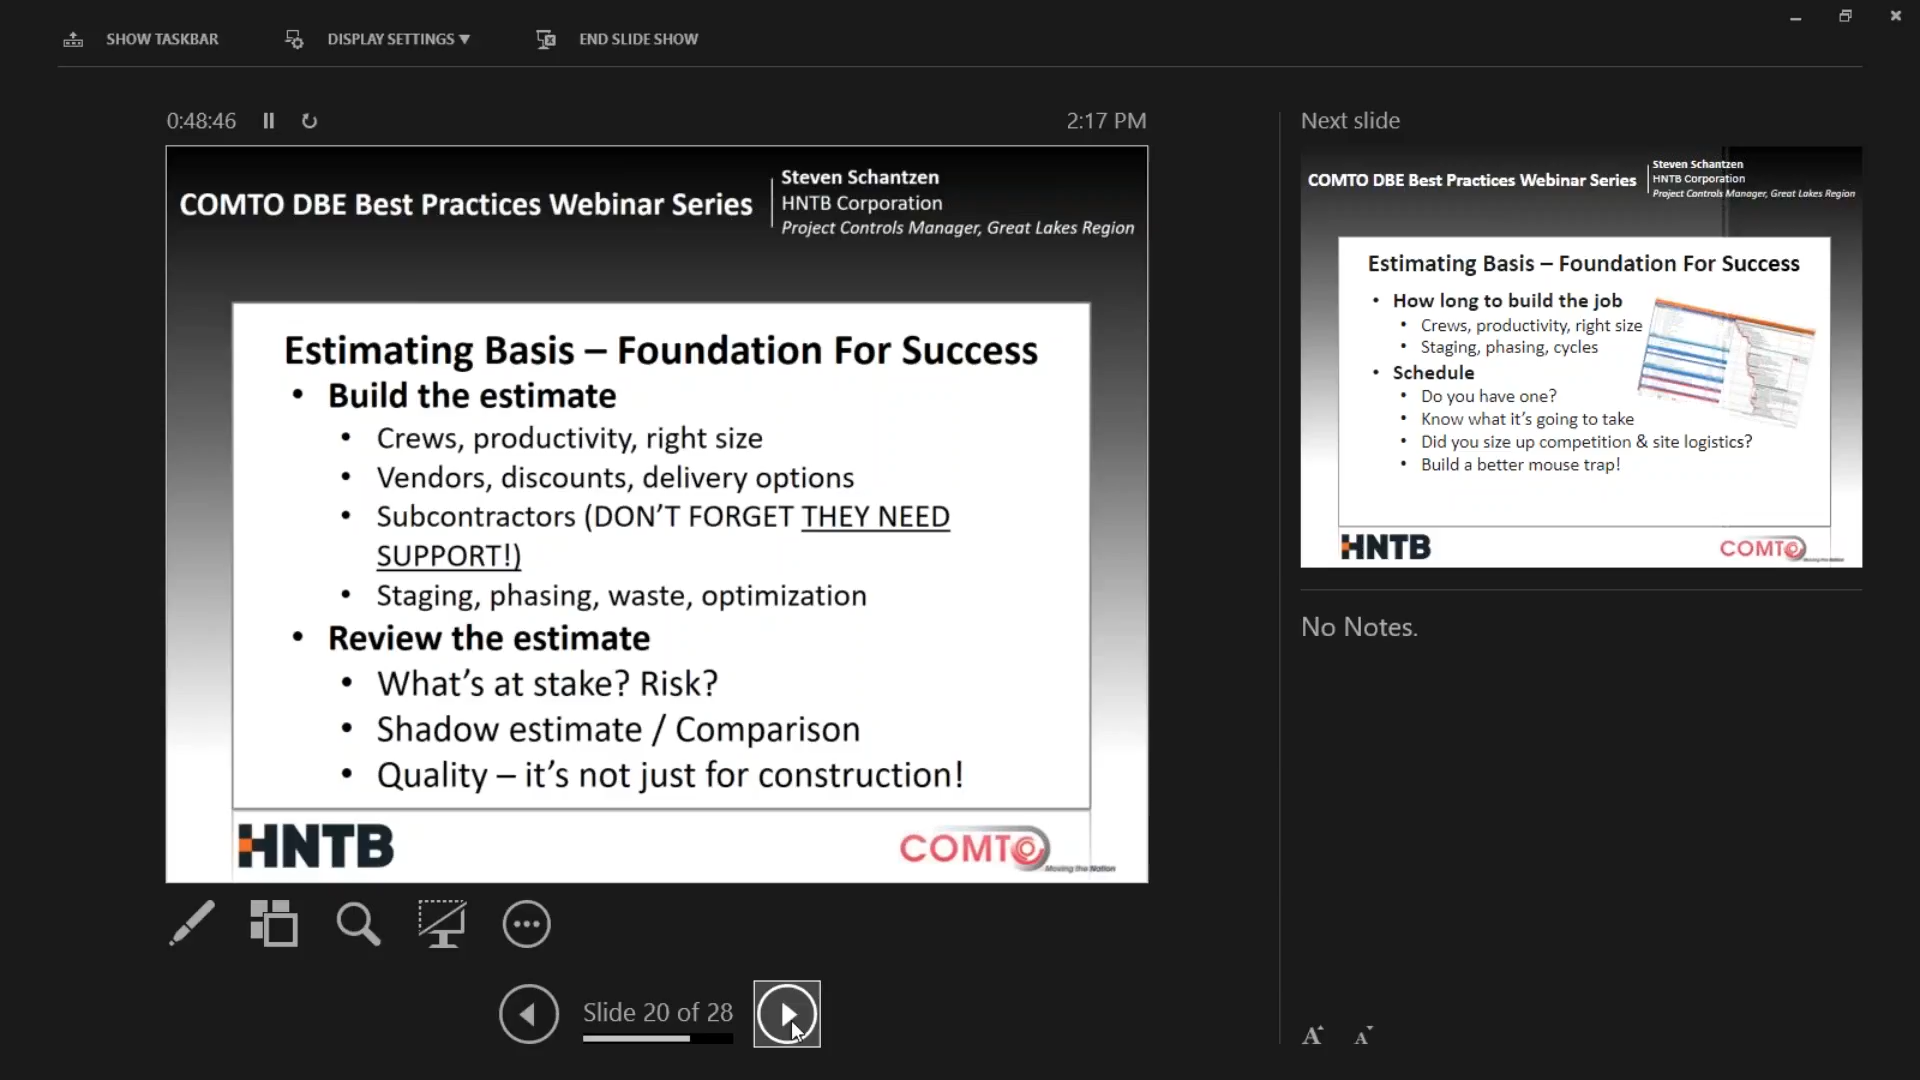 SHOW TASKBAR
DISPLAY SETTINGS ▼
END SLIDE SHOW
0:48:46
2:17 PM
COMTO DBE Best Practices Webinar Series
Steven Schantzen
HNTB Corporation
Project Controls Manager, Great Lakes Region
Estimating Basis – Foundation For Success
• Build the estimate
• Crews, productivity, right size
• Vendors, discounts, delivery options
• Subcontractors (DON’T FORGET THEY NEED
SUPPORT!)
• Staging, phasing, waste, optimization
• Review the estimate
• What’s at stake? Risk?
• Shadow estimate / Comparison
• Quality – it’s not just for construction!
HNTB
COMTO
Moving the Nation
Slide 20 of 28
Next slide
COMTO DBE Best Practices Webinar Series
Steven Schantzen
HNTB Corporation
Project Controls Manager, Great Lakes Region
Estimating Basis – Foundation For Success
• How long to build the job
• Crews, productivity, right size
• Staging, phasing, cycles
• Schedule
• Do you have one?
• Know what it’s going to take
• Did you size up competition & site logistics?
• Build a better mouse trap!
HNTB
COMTO
No Notes.
A A